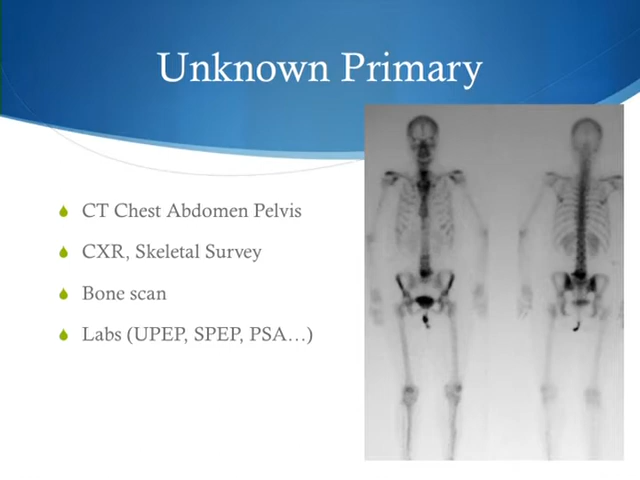 Unknown Primary
CT Chest Abdomen Pelvis
CXR, Skeletal Survey
Bone scan
Labs (UPEP, SPEP, PSA…)